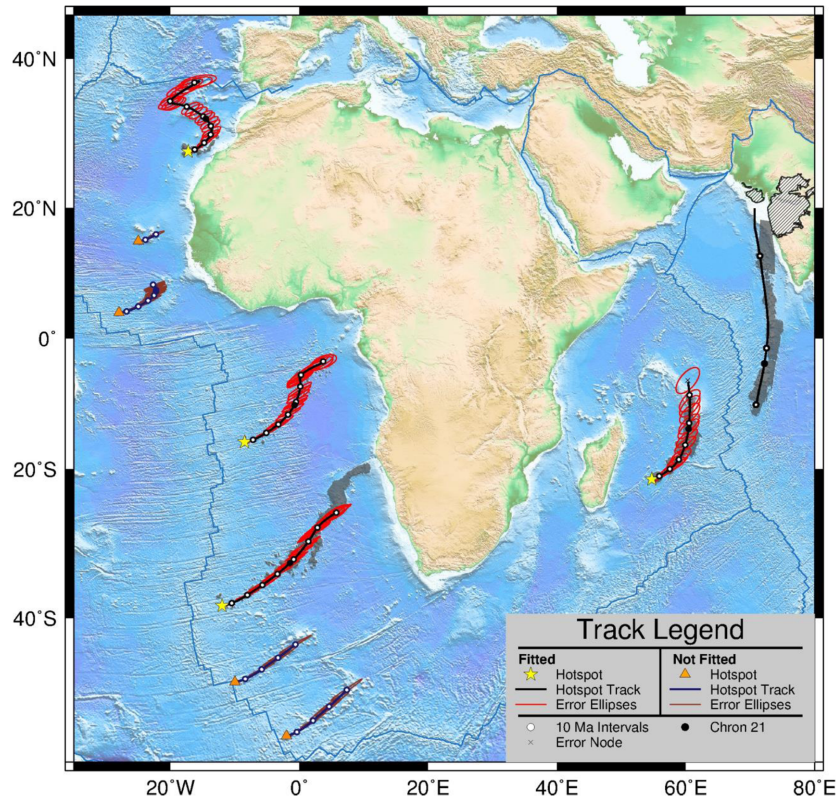 40°N
20°N
0°
20°S
40°S
20°W
0°
20°E
40°E
60°E
80°E
Track Legend
Fitted
Hotspot
Hotspot Track
Error Ellipses
Not Fitted
Hotspot
Hotspot Track
Error Ellipses
10 Ma Intervals
Error Node
Chron 21